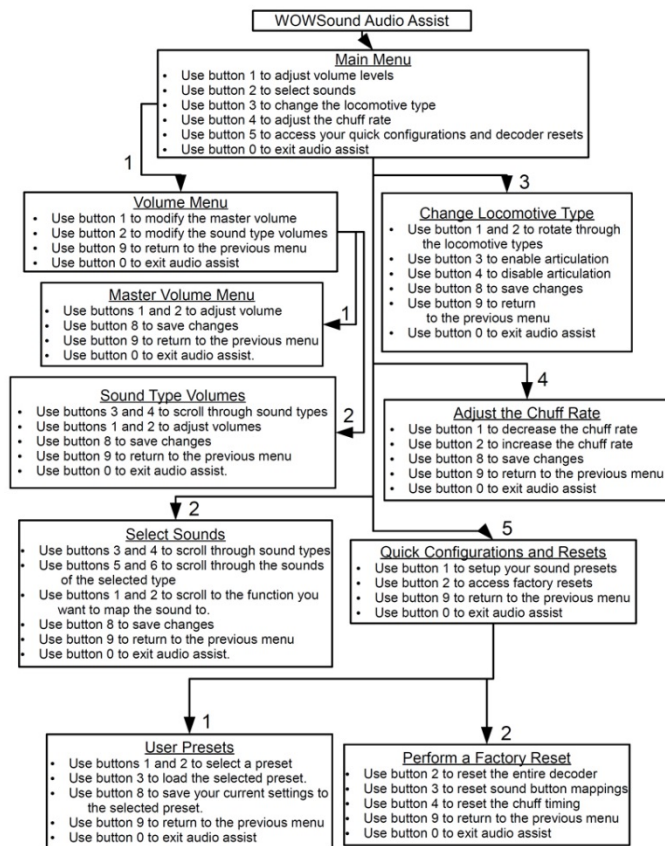 WOWSound Audio Assist
Main Menu
• Use button 1 to adjust volume levels
• Use button 2 to select sounds
• Use button 3 to change the locomotive type
• Use button 4 to adjust the chuff rate
• Use button 5 to access your quick configurations and decoder resets
• Use button 0 to exit audio assist
1
Volume Menu
• Use button 1 to modify the master volume
• Use button 2 to modify the sound type volumes
• Use button 9 to return to the previous menu
• Use button 0 to exit audio assist
1
Master Volume Menu
• Use buttons 1 and 2 to adjust volume
• Use button 8 to save changes
• Use button 9 to return to the previous menu
• Use button 0 to exit audio assist.
2
Sound Type Volumes
• Use buttons 3 and 4 to scroll through sound types
• Use buttons 1 and 2 to adjust volumes
• Use button 8 to save changes
• Use button 9 to return to the previous menu
• Use button 0 to exit audio assist.
3
Change Locomotive Type
• Use button 1 and 2 to rotate through
the locomotive types
• Use button 3 to enable articulation
• Use button 4 to disable articulation
• Use button 8 to save changes
• Use button 9 to return
to the previous menu
• Use button 0 to exit audio assist
4
Adjust the Chuff Rate
• Use button 1 to decrease the chuff rate
• Use button 2 to increase the chuff rate
• Use button 8 to save changes
• Use button 9 to return to the previous menu
• Use button 0 to exit audio assist
2
Select Sounds
• Use buttons 3 and 4 to scroll through sound types
• Use buttons 5 and 6 to scroll through the sounds
of the selected type
• Use buttons 1 and 2 to scroll to the function you
want to map the sound to.
• Use button 8 to save changes
• Use button 9 to return to the previous menu
• Use button 0 to exit audio assist.
5
Quick Configurations and Resets
• Use button 1 to setup your sound presets
• Use button 2 to access factory resets
• Use button 9 to return to the previous menu
• Use button 0 to exit audio assist
1
User Presets
• Use buttons 1 and 2 to select a preset
• Use button 3 to load the selected preset.
• Use button 8 to save your current settings to
the selected preset.
• Use button 9 to return to the previous menu
• Use button 0 to exit audio assist
2
Perform a Factory Reset
• Use button 2 to reset the entire decoder
• Use button 3 to reset sound button mappings
• Use button 4 to reset the chuff timing
• Use button 9 to return to the previous menu
• Use button 0 to exit audio assist